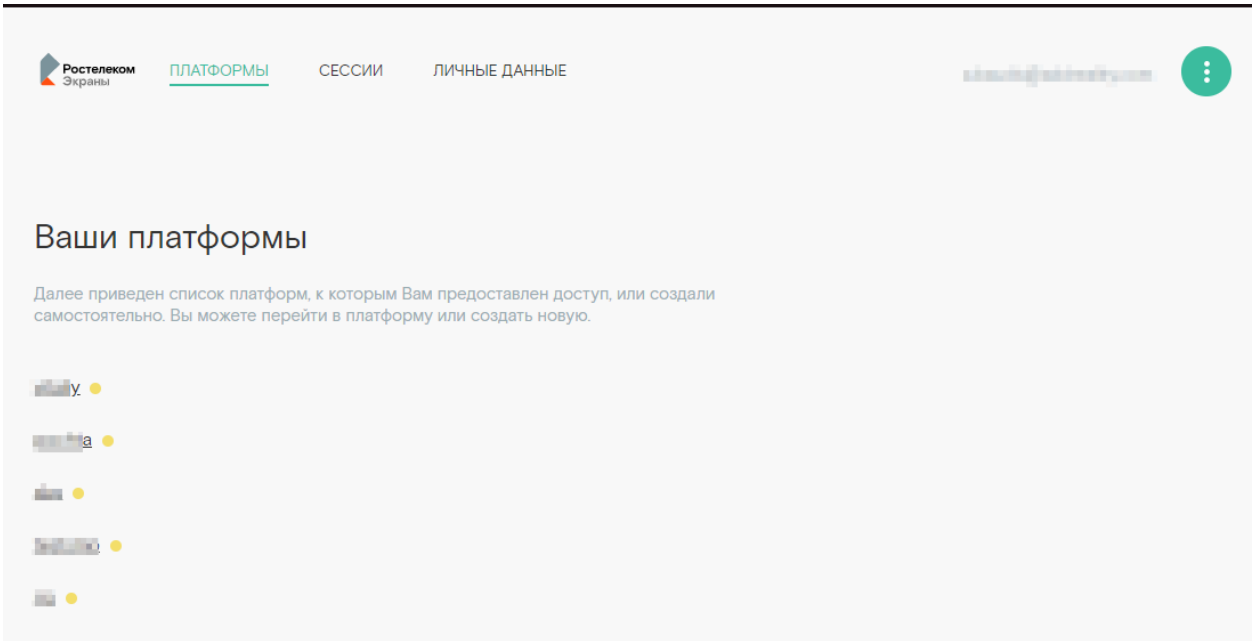 Ростелеком
Экраны
ПЛАТФОРМЫ
СЕССИИ
ЛИЧНЫЕ ДАННЫЕ
Ваши платформы
Далее приведен список платформ, к которым Вам предоставлен доступ, или создали
самостоятельно. Вы можете перейти в платформу или создать новую.